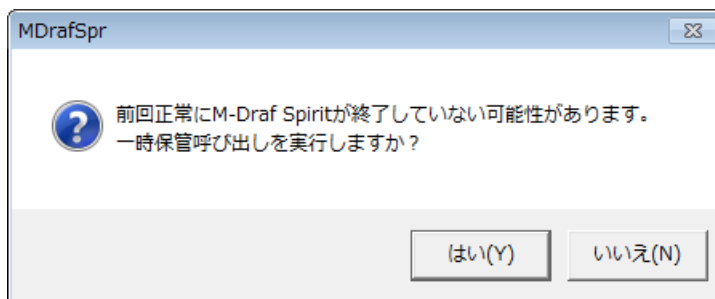 MDrafSpr
前回正常にM-Draf Spiritが終了していない可能性があります。
一時保管呼び出しを実行しますか？
はい(Y)
いいえ(N)